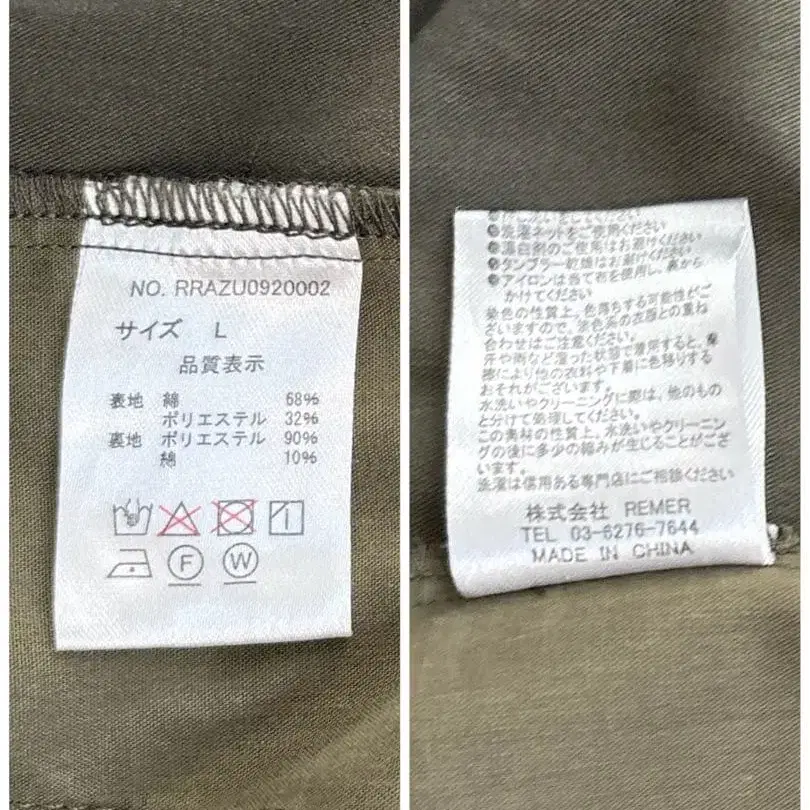 NO. RRAZU0920002
サイズ L
品質表示
表地 綿 68%
ポリエステル 32%
裏地 ポリエステル 90%
綿 10%
F
W
●洗濯ネットをご使用ください
●漂白剤のご使用はお避けください
●タンブラー乾燥はお避けください
●アイロンは当て布を使用し、裏から
かけてください
染色の性質上、色落ちする可能性がご
ざいますので、淡色系の衣類との重ね
合わせはご注意ください。
汗や雨など湿った状態で着用すると、摩
擦により他の衣料や下着に色移りする
おそれがございます。
水洗いやクリーニングに際は、他のもの
と分けて処理してください。
この素材の性質上、水洗いやクリーニン
グの後に多少の縮みが生じることがござ
います。
洗濯は信用ある専門店にご相談ください
株式会社 REMER
TEL 03-6276-7644
MADE IN CHINA